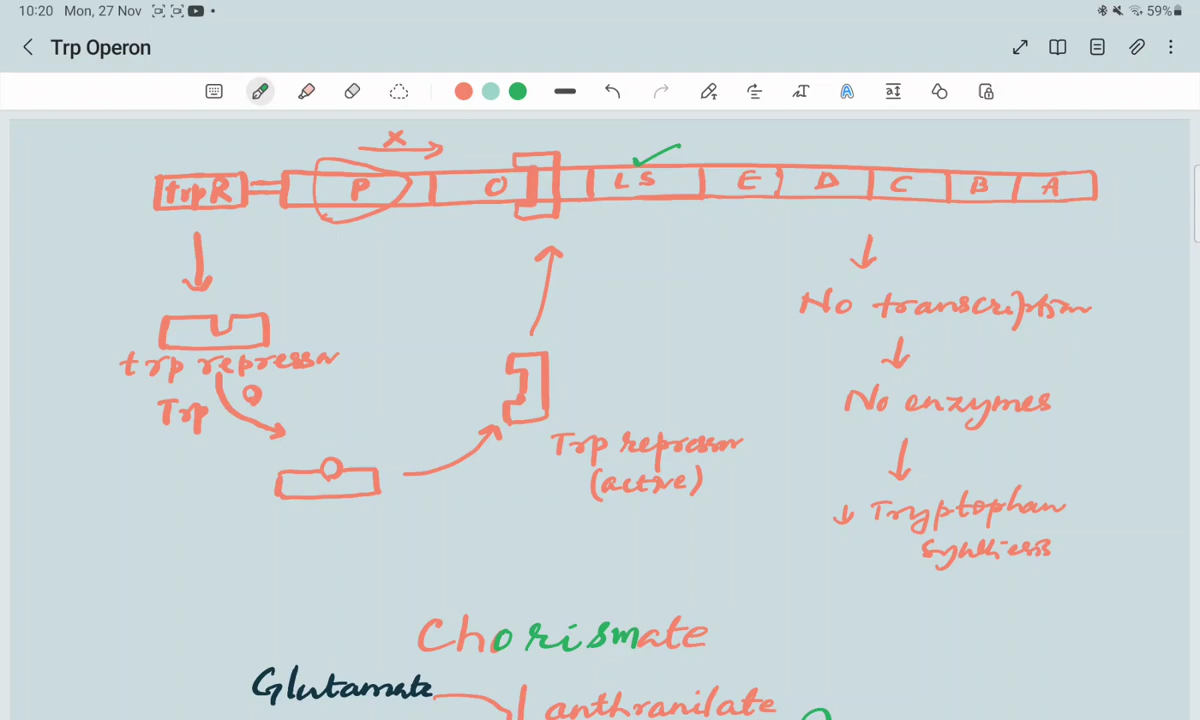 10:20 Mon, 27 Nov 59%
Trp Operon
x
trpR P O LS E D C B A
trp repressor
Trp
Trp repressor
(active)
No transcription
No enzymes
↓ Tryptophan
synthesis
Chorismate
Glutamate
anthranilate